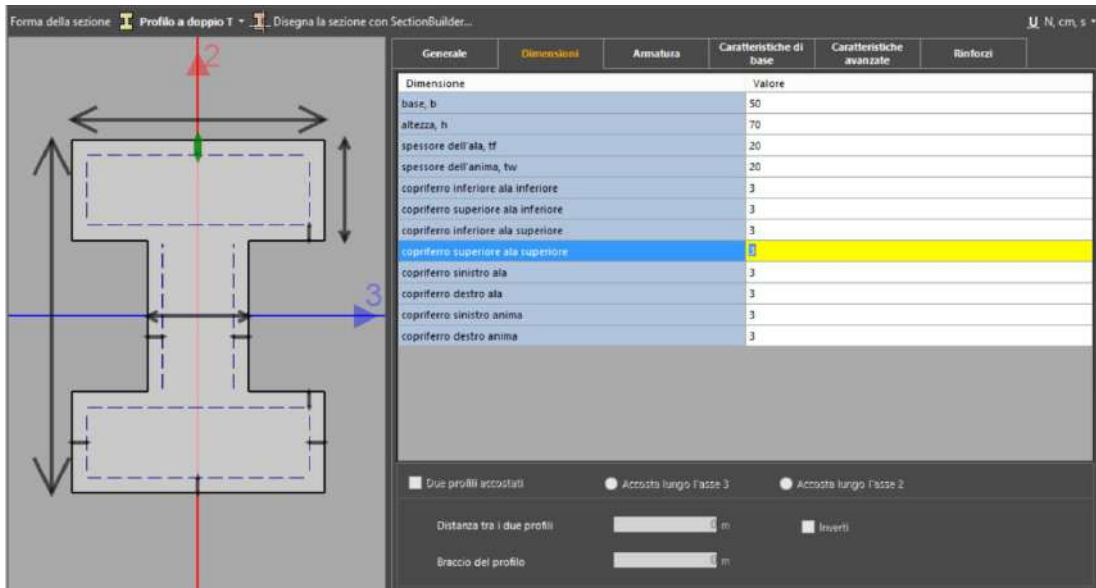 Forma della sezione Profilo a doppio T Disegna la sezione con SectionBuilder... U N, cm, s
Generale Dimensioni Armatura Caratteristiche di base Caratteristiche avanzate Rinforzi
2
3
Dimensione Valore
base, b 50
altezza, h 70
spessore dell'ala, tf 20
spessore dell'anima, tw 20
copriferro inferiore ala inferiore 3
copriferro superiore ala inferiore 3
copriferro inferiore ala superiore 3
copriferro superiore ala superiore 3
copriferro sinistro ala 3
copriferro destro ala 3
copriferro sinistro anima 3
copriferro destro anima 3
Due profili accostati Accosta lungo l'asse 3 Accosta lungo l'asse 2
Distanza tra i due profili 0 m Inverti
Braccio del profilo 0 m